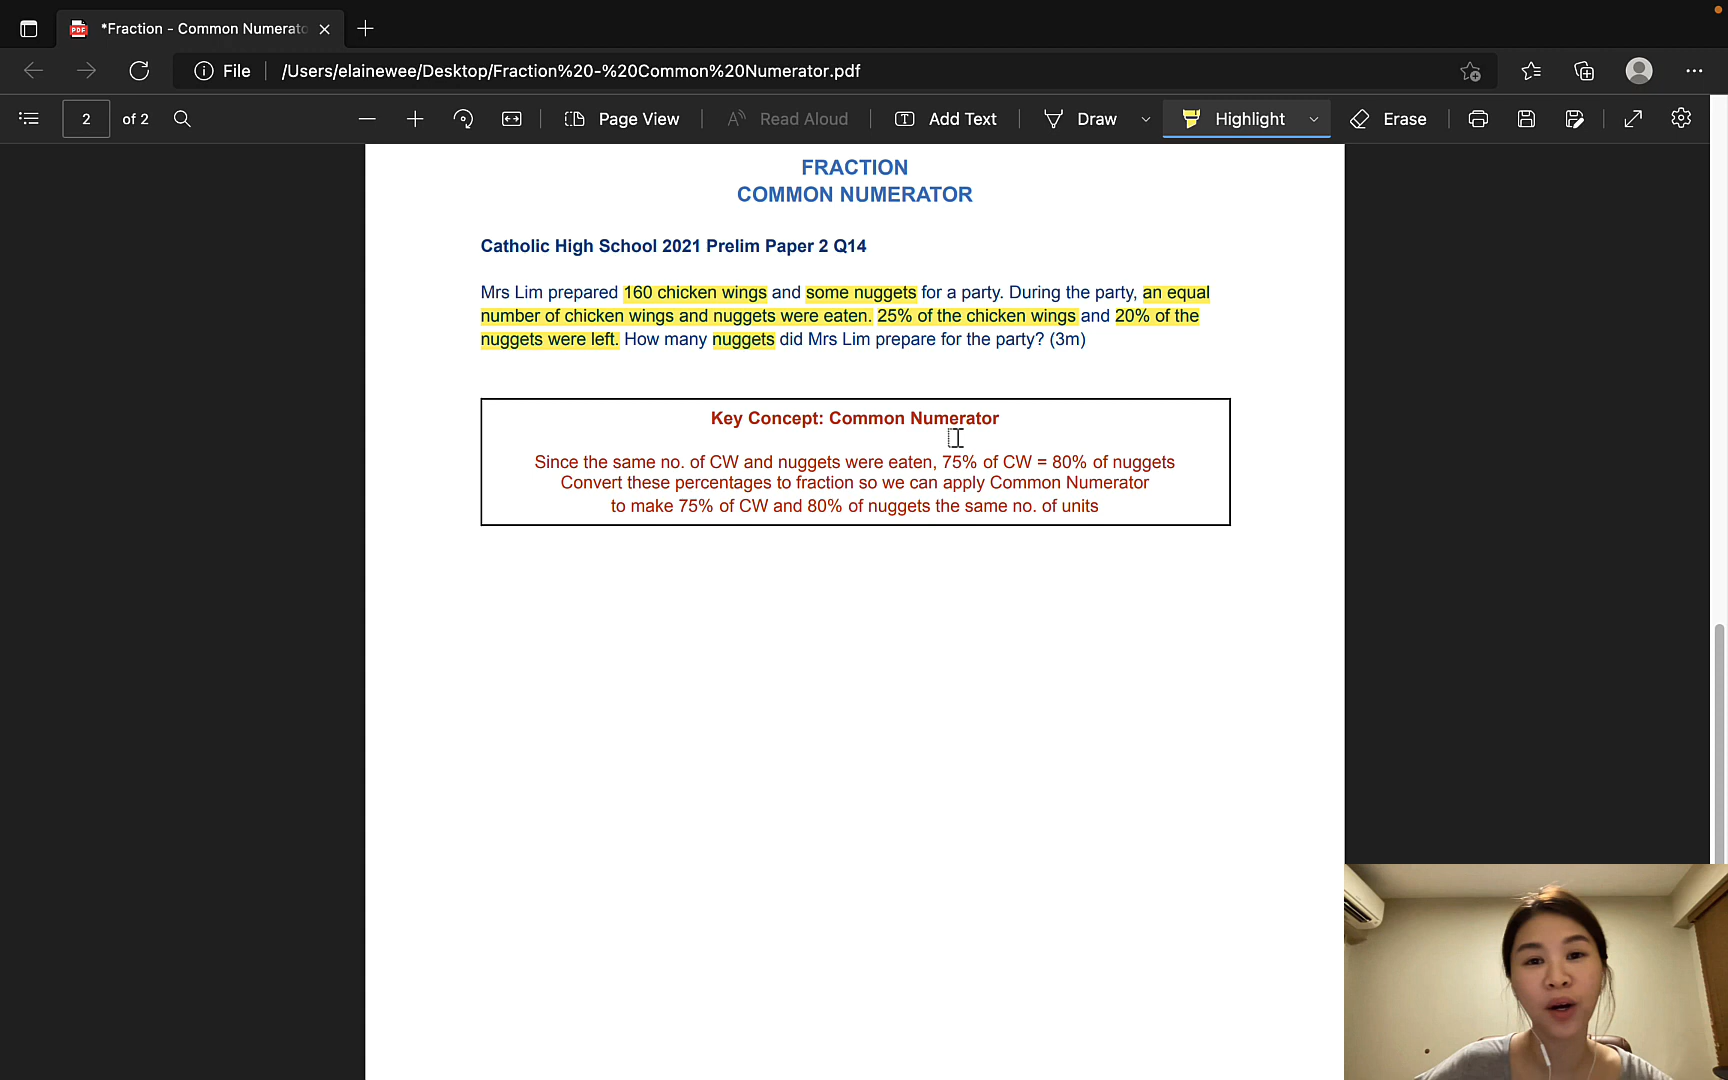 *Fraction - Common Numerato
File
/Users/elainewee/Desktop/Fraction%20-%20Common%20Numerator.pdf
2 of 2
Page View
Read Aloud
Add Text
Draw
Highlight
Erase
FRACTION
COMMON NUMERATOR
Catholic High School 2021 Prelim Paper 2 Q14
Mrs Lim prepared 160 chicken wings and some nuggets for a party. During the party, an equal
number of chicken wings and nuggets were eaten. 25% of the chicken wings and 20% of the
nuggets were left. How many nuggets did Mrs Lim prepare for the party? (3m)
Key Concept: Common Numerator
Since the same no. of CW and nuggets were eaten, 75% of CW = 80% of nuggets
Convert these percentages to fraction so we can apply Common Numerator
to make 75% of CW and 80% of nuggets the same no. of units